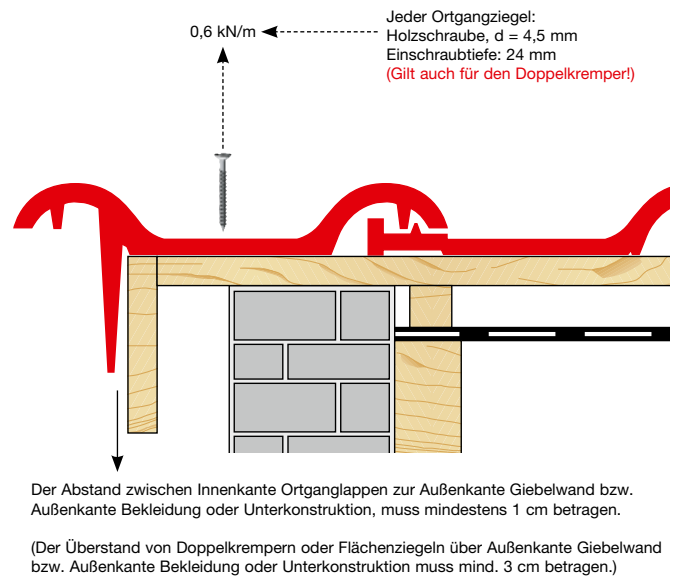 Jeder Ortgangziegel:
0,6 kN/m
Holzschraube, d = 4,5 mm
Einschraubtiefe: 24 mm
(Gilt auch für den Doppelkremper!)
Der Abstand zwischen Innenkante Ortganglappen zur Außenkante Giebelwand bzw.
Außenkante Bekleidung oder Unterkonstruktion, muss mindestens 1 cm betragen.
(Der Überstand von Doppelkrempern oder Flächenziegeln über Außenkante Giebelwand
bzw. Außenkante Bekleidung oder Unterkonstruktion muss mind. 3 cm betragen.)